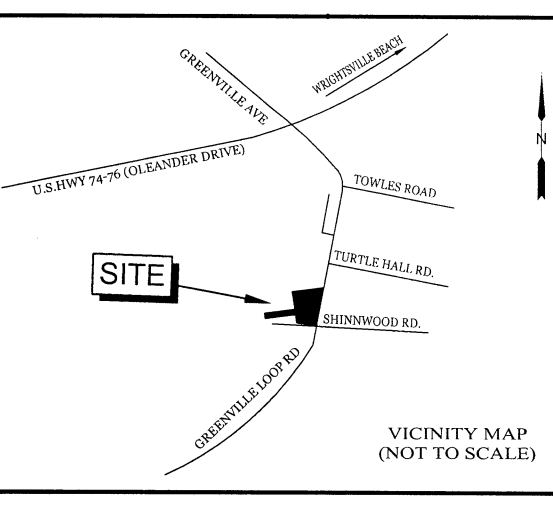 GREENVILLE AVE
WRIGHTSVILLE BEACH
U.S.HWY 74-76 (OLEANDER DRIVE)
N
TOWLES ROAD
TURTLE HALL RD.
SITE
SHINNWOOD RD.
GREENVILLE LOOP RD
VICINITY MAP
(NOT TO SCALE)